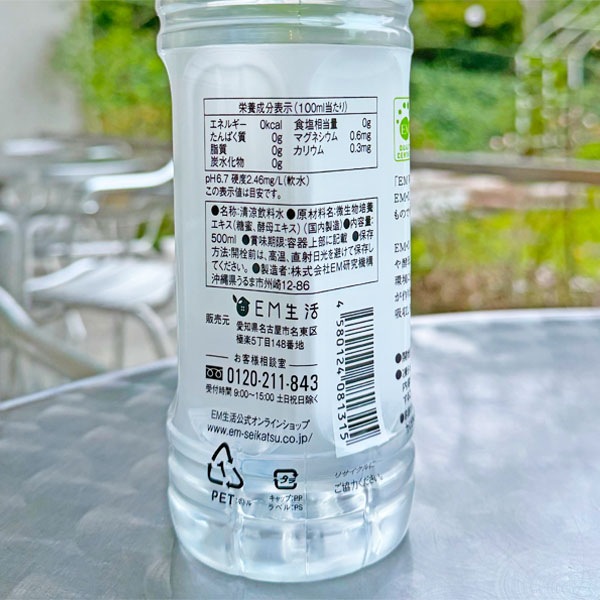 栄養成分表示(100ml当たり)
エネルギー 0kcal 食塩相当量 0g
たんぱく質 0g マグネシウム 0.6mg
脂質 0g カリウム 0.3mg
炭水化物 0g
pH6.7 硬度2.46mg/L(軟水)
この表示値は目安です。
●名称:清涼飲料水 ●原材料名:微生物培養
エキス(糖蜜、酵母エキス)(国内製造)●内容量:
500ml ●賞味期限:容器上部に記載 ●保存
方法:開栓前は、高温、直射日光を避けて保存し
てください。 ●製造者:株式会社EM研究機構
沖縄県うるま市州崎12-86
EM生活
販売元 愛知県名古屋市名東区
極楽5丁目148番地
お客様相談室
0120-211-843
受付時間 9:00〜15:00 土日祝日除く
EM生活公式オンラインショップ
www.em-seikatsu.co.jp/
4580124081315
1
PET:ボトル
プラ
キャップ:PP
ラベル:PS
リサイクルに
ご協力ください。